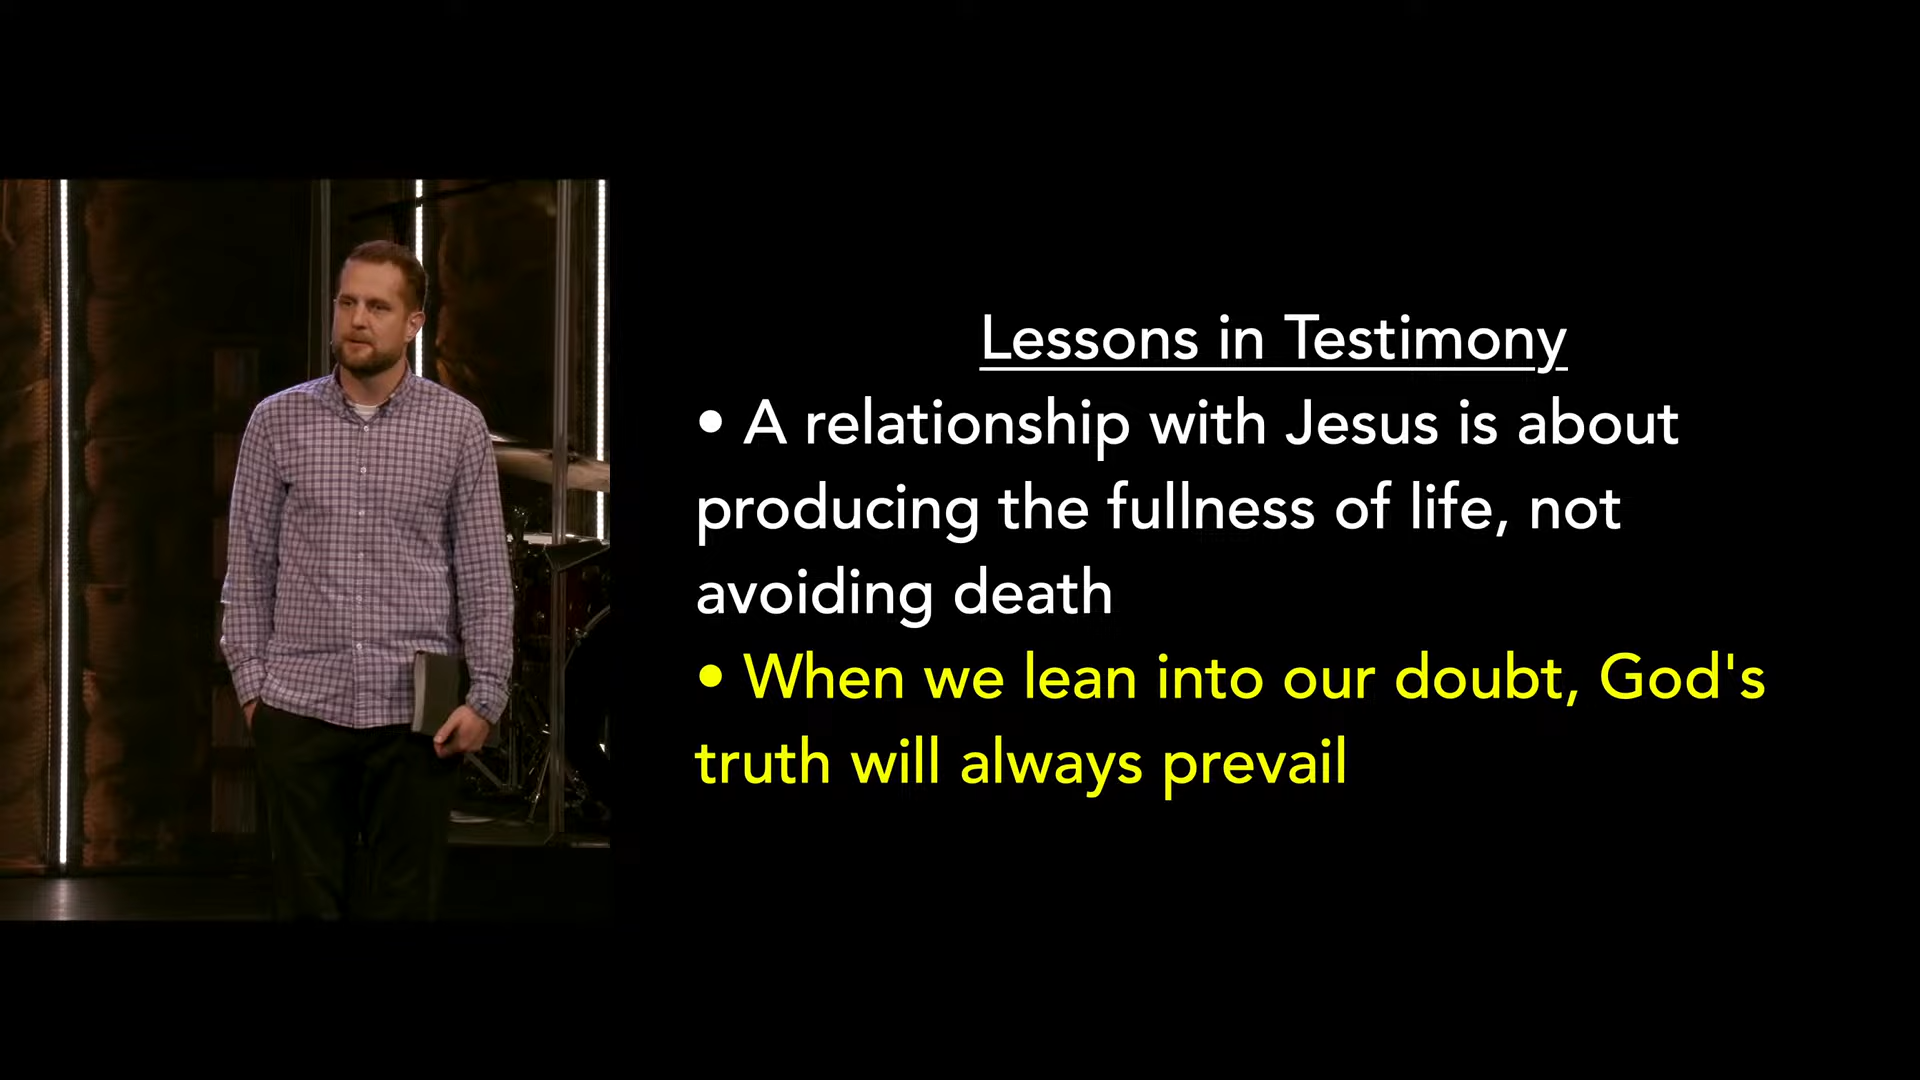 Lessons in Testimony
• A relationship with Jesus is about
producing the fullness of life, not
avoiding death
• When we lean into our doubt, God's
truth will always prevail